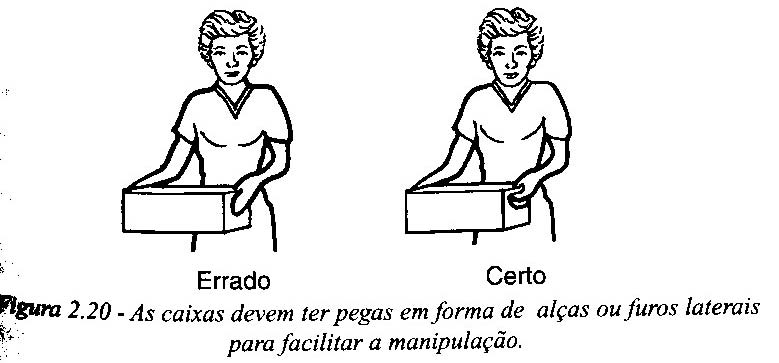 Errado
Certo
Figura 2.20 - As caixas devem ter pegas em forma de alças ou furos laterais
para facilitar a manipulação.